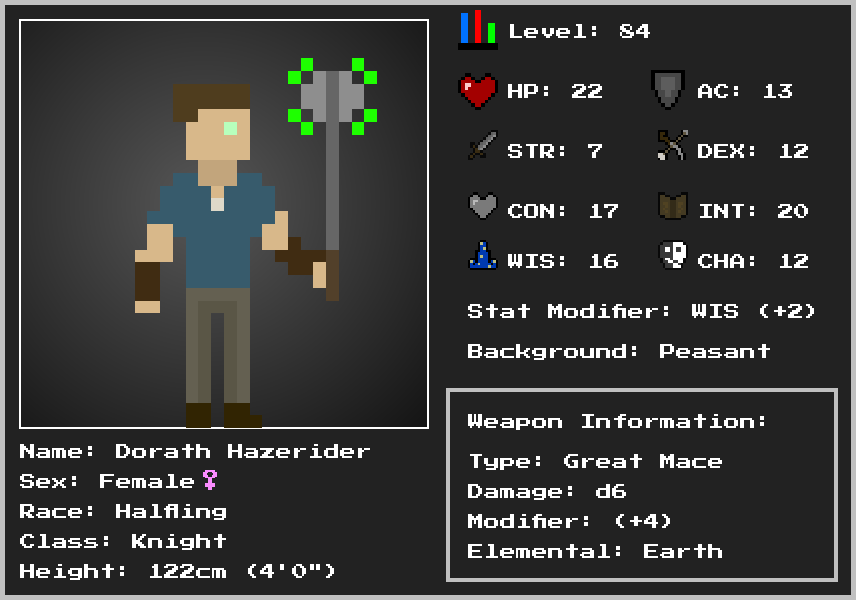 Level: 84
HP: 22
AC: 13
STR: 7
DEX: 12
CON: 17
INT: 20
WIS: 16
CHA: 12
Stat Modifier: WIS (+2)
Background: Peasant
Weapon Information:
Type: Great Mace
Damage: d6
Modifier: (+4)
Elemental: Earth
Name: Dorath Hazerider
Sex: Female♀
Race: Halfling
Class: Knight
Height: 122cm (4'0")